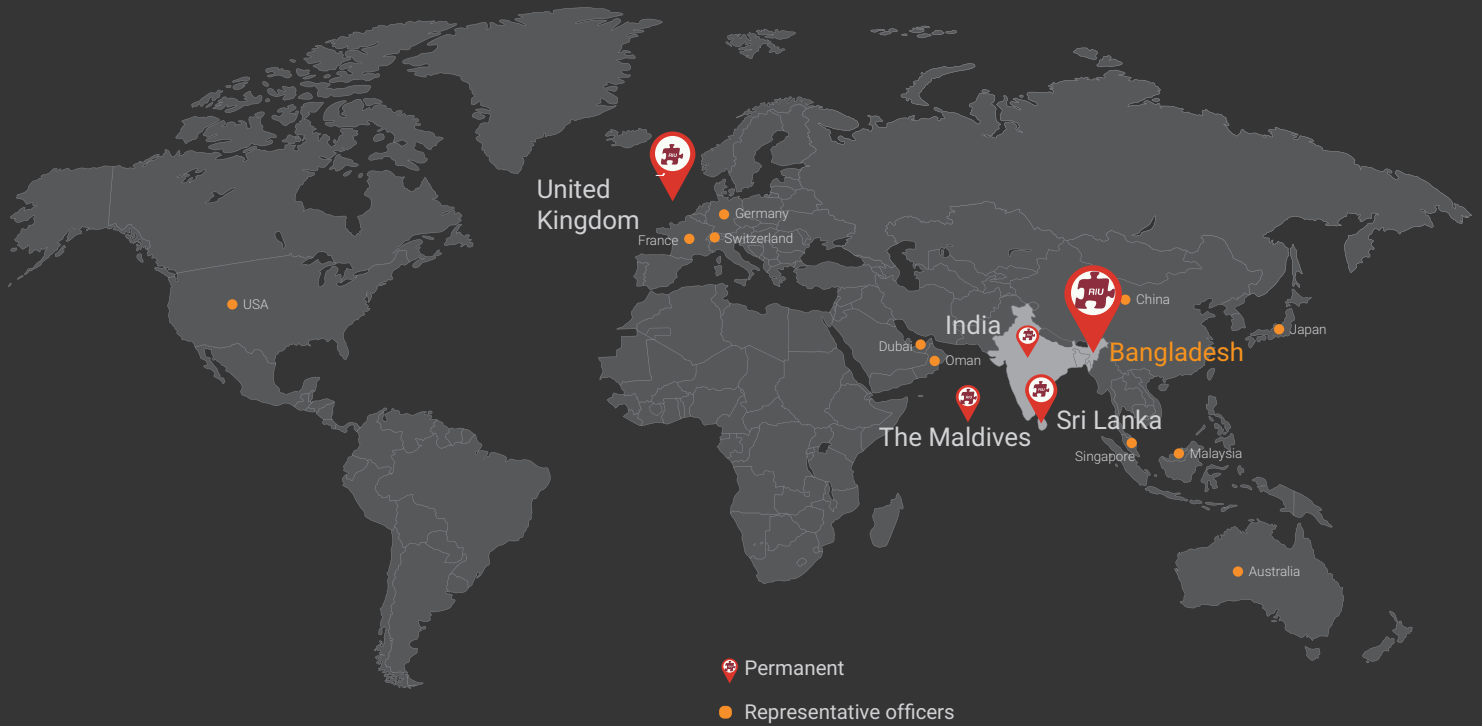 United
Kingdom
Germany
France
Switzerland
USA
RIU
China
India
Japan
Dubai
Bangladesh
Oman
Sri Lanka
The Maldives
Singapore
Malaysia
Australia
Permanent
Representative officers